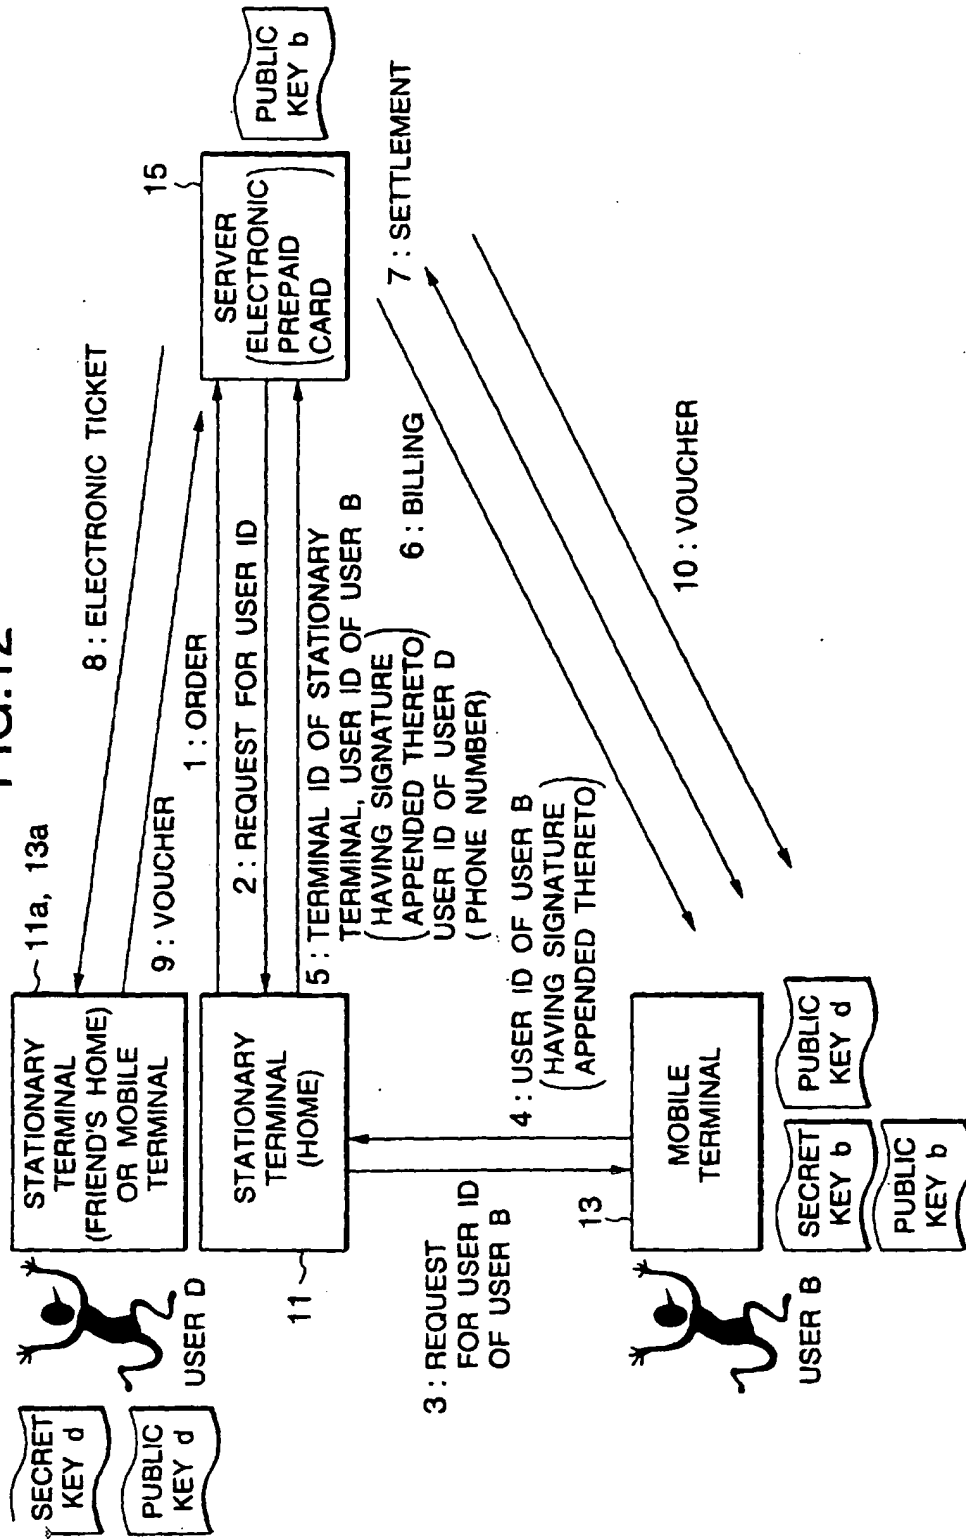 FIG.12
SECRET
KEY d
PUBLIC
KEY d
USER D
STATIONARY
TERMINAL
(FRIEND'S HOME)
OR MOBILE
TERMINAL
11a, 13a
8 : ELECTRONIC TICKET
9 : VOUCHER
1 : ORDER
2 : REQUEST FOR USER ID
5 : TERMINAL ID OF STATIONARY
TERMINAL, USER ID OF USER B
(HAVING SIGNATURE
APPENDED THERETO)
USER ID OF USER D
(PHONE NUMBER)
STATIONARY
TERMINAL
(HOME)
11
15
SERVER
(ELECTRONIC
PREPAID
CARD)
PUBLIC
KEY b
3 : REQUEST
FOR USER ID
OF USER B
4 : USER ID OF USER B
(HAVING SIGNATURE
APPENDED THERETO)
6 : BILLING
7 : SETTLEMENT
10 : VOUCHER
13
MOBILE
TERMINAL
USER B
SECRET
KEY b
PUBLIC
KEY d
PUBLIC
KEY b